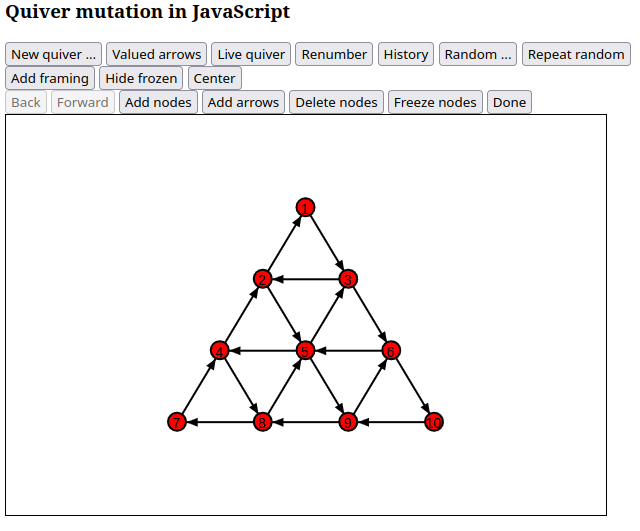 Quiver mutation in JavaScript
New quiver ... Valued arrows Live quiver Renumber History Random ... Repeat random
Add framing Hide frozen Center
Back Forward Add nodes Add arrows Delete nodes Freeze nodes Done
1
2 3
4 5 6
7 8 9 10